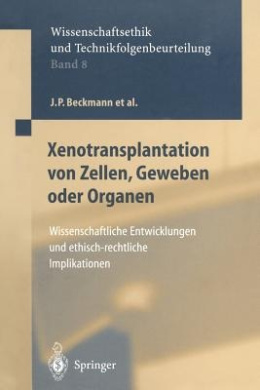 Wissenschaftsethik
und Technikfolgenbeurteilung
Band 8
J.P. Beckmann et al.
Xenotransplantation
von Zellen, Geweben
oder Organen
Wissenschaftliche Entwicklungen
und ethisch-rechtliche
Implikationen
Springer